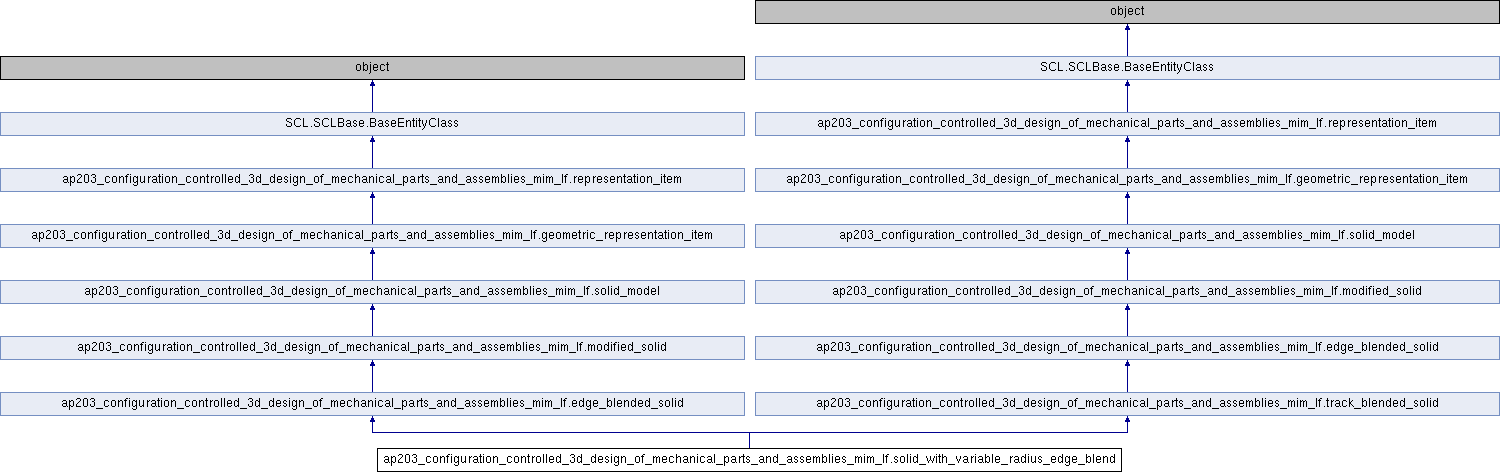 object
object
SCL.SCLBase.BaseEntityClass
SCL.SCLBase.BaseEntityClass
ap203_configuration_controlled_3d_design_of_mechanical_parts_and_assemblies_mim_lf.representation_item
ap203_configuration_controlled_3d_design_of_mechanical_parts_and_assemblies_mim_lf.representation_item
ap203_configuration_controlled_3d_design_of_mechanical_parts_and_assemblies_mim_lf.geometric_representation_item
ap203_configuration_controlled_3d_design_of_mechanical_parts_and_assemblies_mim_lf.geometric_representation_item
ap203_configuration_controlled_3d_design_of_mechanical_parts_and_assemblies_mim_lf.solid_model
ap203_configuration_controlled_3d_design_of_mechanical_parts_and_assemblies_mim_lf.solid_model
ap203_configuration_controlled_3d_design_of_mechanical_parts_and_assemblies_mim_lf.modified_solid
ap203_configuration_controlled_3d_design_of_mechanical_parts_and_assemblies_mim_lf.modified_solid
ap203_configuration_controlled_3d_design_of_mechanical_parts_and_assemblies_mim_lf.edge_blended_solid
ap203_configuration_controlled_3d_design_of_mechanical_parts_and_assemblies_mim_lf.edge_blended_solid
ap203_configuration_controlled_3d_design_of_mechanical_parts_and_assemblies_mim_lf.track_blended_solid
ap203_configuration_controlled_3d_design_of_mechanical_parts_and_assemblies_mim_lf.solid_with_variable_radius_edge_blend